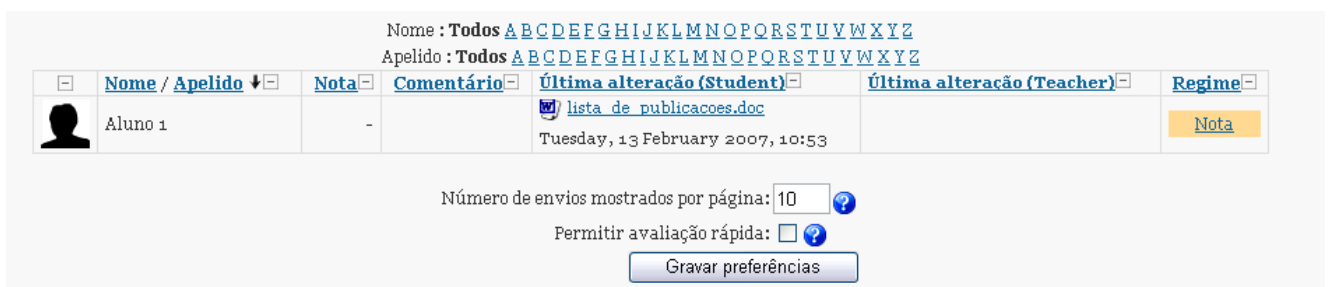 Nome : Todos A B C D E F G H I J K L M N O P Q R S T U V W X Y Z
Apelido : Todos A B C D E F G H I J K L M N O P Q R S T U V W X Y Z
Nome / Apelido Nota Comentário Última alteração (Student) Última alteração (Teacher) Regime
lista_de_publicacoes.doc
Aluno 1 - Nota
Tuesday, 13 February 2007, 10:53
Número de envios mostrados por página: 10 ?
Permitir avaliação rápida: ?
Gravar preferências